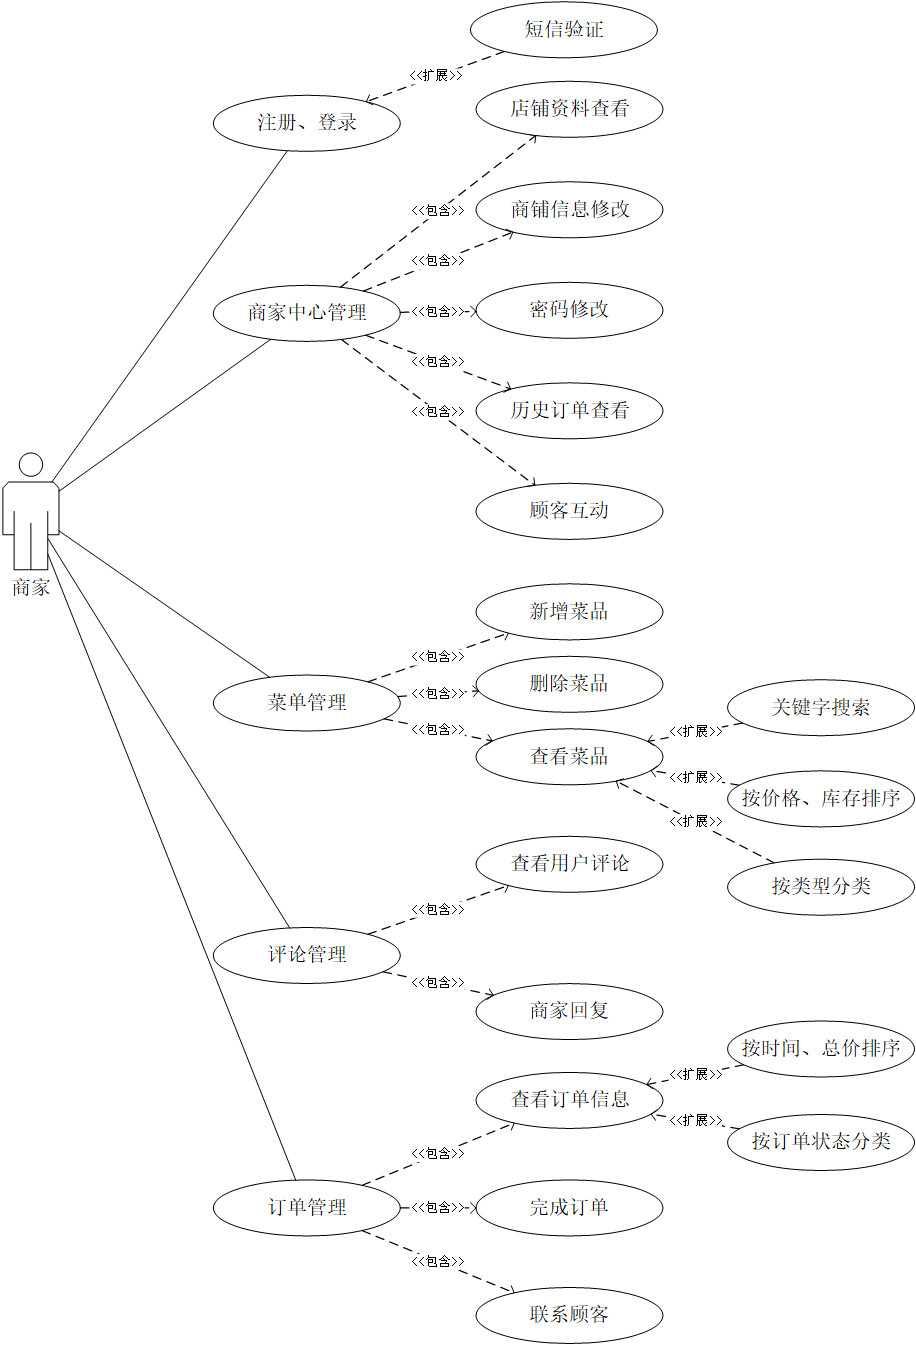 短信验证
<<扩展>>
注册、登录
店铺资料查看
<<包含>>
商铺信息修改
<<包含>>
商家中心管理
<<包含>>
密码修改
<<包含>>
历史订单查看
<<包含>>
顾客互动
商家
新增菜品
<<包含>>
菜单管理
<<包含>>
删除菜品
<<包含>>
查看菜品
<<扩展>>
关键字搜索
<<扩展>>
按价格、库存排序
<<扩展>>
按类型分类
查看用户评论
<<包含>>
评论管理
<<包含>>
商家回复
按时间、总价排序
<<扩展>>
查看订单信息
<<扩展>>
按订单状态分类
<<包含>>
订单管理
<<包含>>
完成订单
<<包含>>
联系顾客